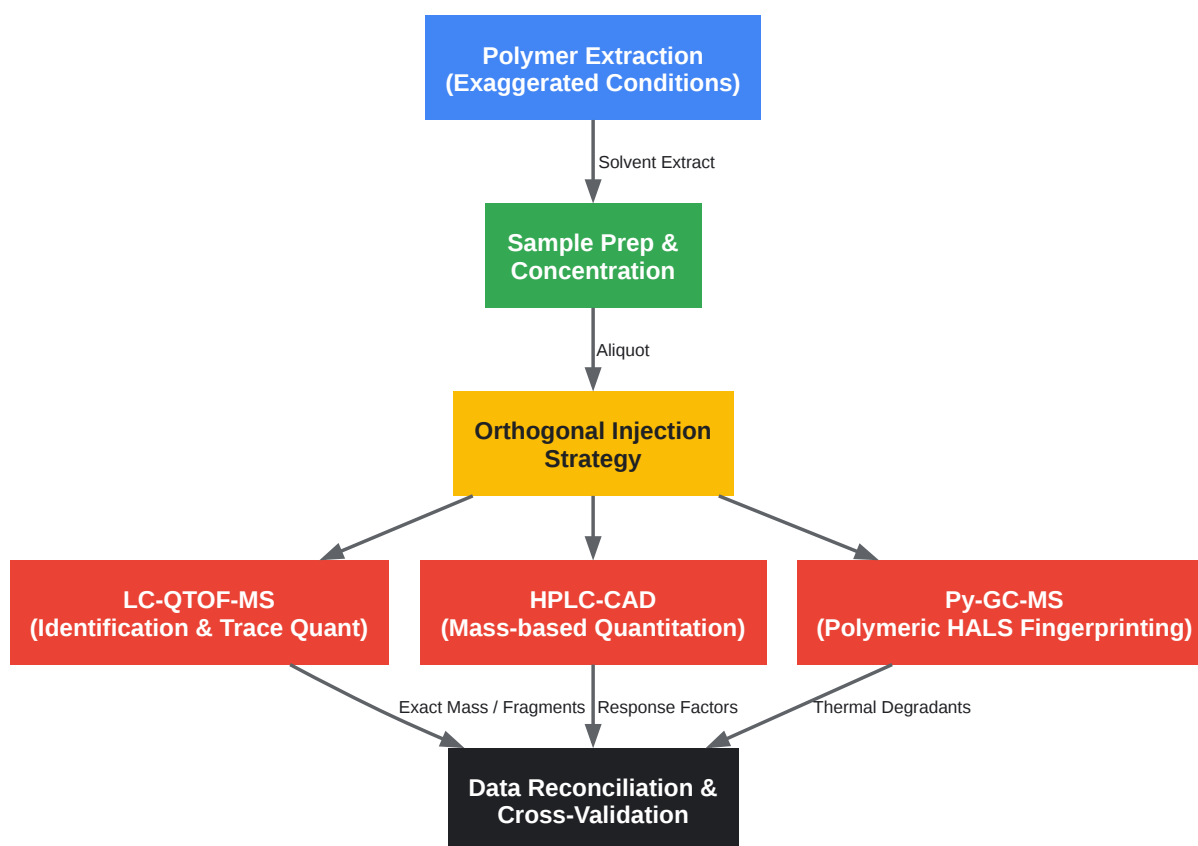 Polymer Extraction
(Exaggerated Conditions)
Solvent Extract
Sample Prep &
Concentration
Aliquot
Orthogonal Injection
Strategy
LC-QTOF-MS
(Identification & Trace Quant)
HPLC-CAD
(Mass-based Quantitation)
Py-GC-MS
(Polymeric HALS Fingerprinting)
Exact Mass / Fragments
Response Factors
Thermal Degradants
Data Reconciliation &
Cross-Validation